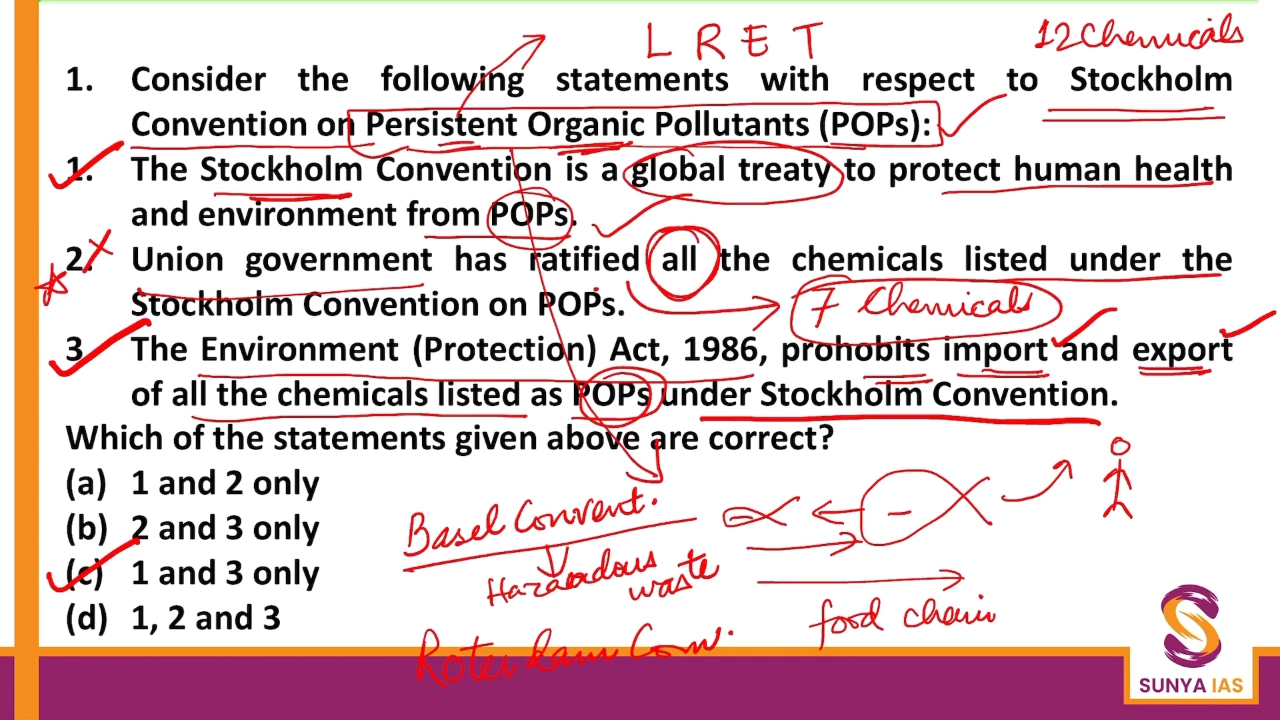 L R E T
12 Chemicals
1. Consider the following statements with respect to Stockholm
Convention on Persistent Organic Pollutants (POPs):
1. The Stockholm Convention is a global treaty to protect human health
and environment from POPs.
2. Union government has ratified all the chemicals listed under the
Stockholm Convention on POPs.
7 Chemicals
3 The Environment (Protection) Act, 1986, prohobits import and export
of all the chemicals listed as POPs under Stockholm Convention.
Which of the statements given above are correct?
(a) 1 and 2 only
(b) 2 and 3 only
(c) 1 and 3 only
(d) 1, 2 and 3
Basel Convent.
Hazaadous
waste
food chain
Roterdam Conv.
SUNYA IAS